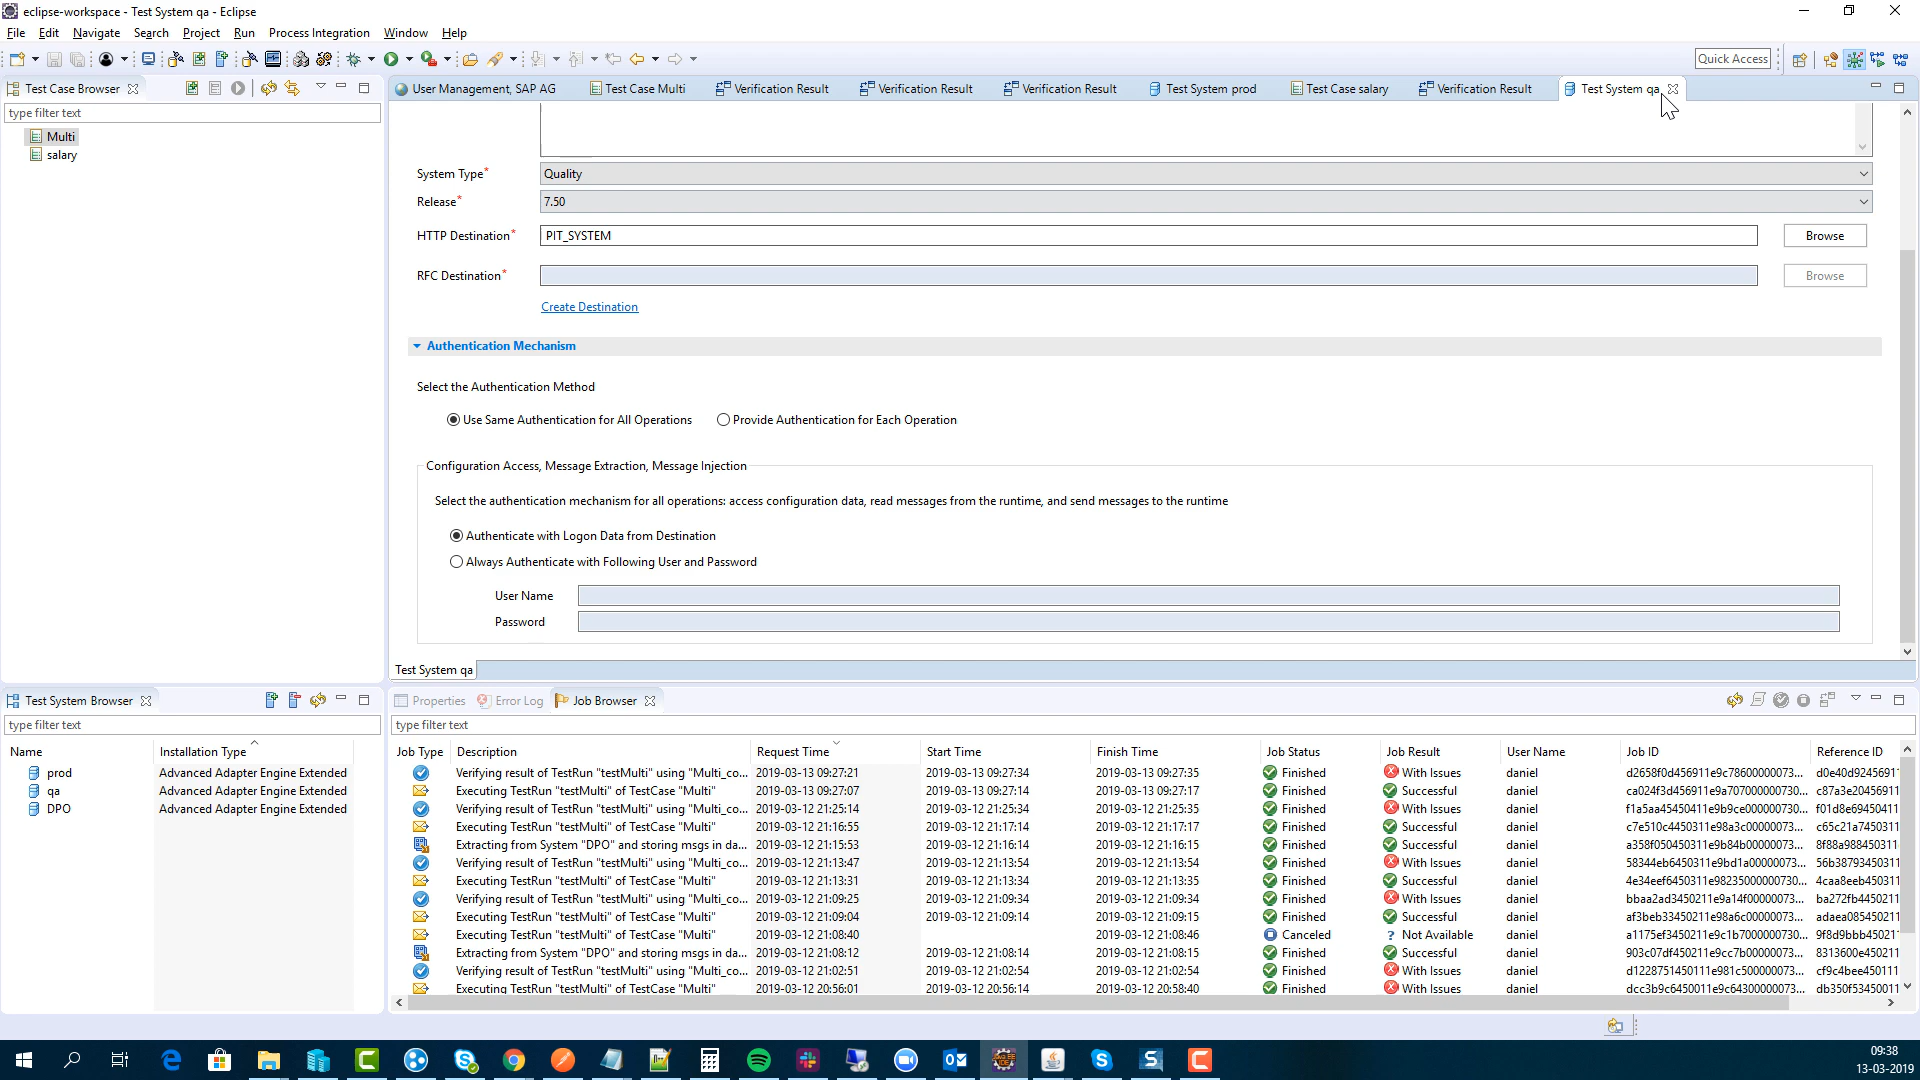 eclipse-workspace - Test System qa - Eclipse
File Edit Navigate Search Project Run Process Integration Window Help
Quick Access
Test Case Browser
User Management, SAP AG Test Case Multi Verification Result Verification Result Verification Result Test System prod Test Case salary Verification Result Test System qa
type filter text
Multi
salary
System Type* Quality
Release* 7.50
HTTP Destination* PIT_SYSTEM Browse
RFC Destination* Browse
Create Destination
Authentication Mechanism
Select the Authentication Method
Use Same Authentication for All Operations Provide Authentication for Each Operation
Configuration Access, Message Extraction, Message Injection
Select the authentication mechanism for all operations: access configuration data, read messages from the runtime, and send messages to the runtime
Authenticate with Logon Data from Destination
Always Authenticate with Following User and Password
User Name
Password
Test System qa
Test System Browser
type filter text
Name Installation Type
prod Advanced Adapter Engine Extended
qa Advanced Adapter Engine Extended
DPO Advanced Adapter Engine Extended
Properties Error Log Job Browser
type filter text
Job Type Description Request Time Start Time Finish Time Job Status Job Result User Name Job ID Reference ID
Verifying result of TestRun "testMulti" using "Multi_co... 2019-03-13 09:27:21 2019-03-13 09:27:34 2019-03-13 09:27:35 Finished With Issues daniel d2658f0d456911e9c78600000073... d0e40d92456911
Executing TestRun "testMulti" of TestCase "Multi" 2019-03-13 09:27:07 2019-03-13 09:27:14 2019-03-13 09:27:17 Finished Successful daniel ca024f3d456911e9a707000000730... c87a3e20456911
Verifying result of TestRun "testMulti" using "Multi_co... 2019-03-12 21:25:14 2019-03-12 21:25:34 2019-03-12 21:25:35 Finished With Issues daniel f1a5aa45450411e9b9ce000000730... f01d8e69450411
Executing TestRun "testMulti" of TestCase "Multi" 2019-03-12 21:16:55 2019-03-12 21:17:14 2019-03-12 21:17:17 Finished Successful daniel c7e510c4450311e98a3c00000073... c65c21a7450311
Extracting from System "DPO" and storing msgs in da... 2019-03-12 21:15:53 2019-03-12 21:16:14 2019-03-12 21:16:15 Finished Successful daniel a358f050450311e9b84b00000073... 8f88a988450311
Verifying result of TestRun "testMulti" using "Multi_co... 2019-03-12 21:13:47 2019-03-12 21:13:54 2019-03-12 21:13:54 Finished With Issues daniel 58344eb6450311e9bd1a00000073... 56b38793450311
Executing TestRun "testMulti" of TestCase "Multi" 2019-03-12 21:13:31 2019-03-12 21:13:34 2019-03-12 21:13:35 Finished Successful daniel 4e34eef6450311e98235000000730... 4caa8eeb450311
Verifying result of TestRun "testMulti" using "Multi_co... 2019-03-12 21:09:25 2019-03-12 21:09:34 2019-03-12 21:09:34 Finished With Issues daniel bbaa2ad3450211e9a14f00000073... ba272fb4450211
Executing TestRun "testMulti" of TestCase "Multi" 2019-03-12 21:09:04 2019-03-12 21:09:14 2019-03-12 21:09:15 Finished Successful daniel af3beb33450211e98a6c00000073... adaea085450211
Executing TestRun "testMulti" of TestCase "Multi" 2019-03-12 21:08:40 2019-03-12 21:08:46 Canceled Not Available daniel a1175ef3450211e9c1b7000000730... 9f8d9bbb450211
Extracting from System "DPO" and storing msgs in da... 2019-03-12 21:08:12 2019-03-12 21:08:14 2019-03-12 21:08:15 Finished Successful daniel 903c07df450211e9cc7b00000073... 8313600e450211
Verifying result of TestRun "testMulti" using "Multi_co... 2019-03-12 21:02:51 2019-03-12 21:02:54 2019-03-12 21:02:54 Finished With Issues daniel d1228751450111e981c500000073... cf9c4bee450111
Executing TestRun "testMulti" of TestCase "Multi" 2019-03-12 20:56:01 2019-03-12 20:56:14 2019-03-12 20:58:40 Finished With Issues daniel dcc3b9c6450011e9c64300000073... db350f53450011
09:38
13-03-2019